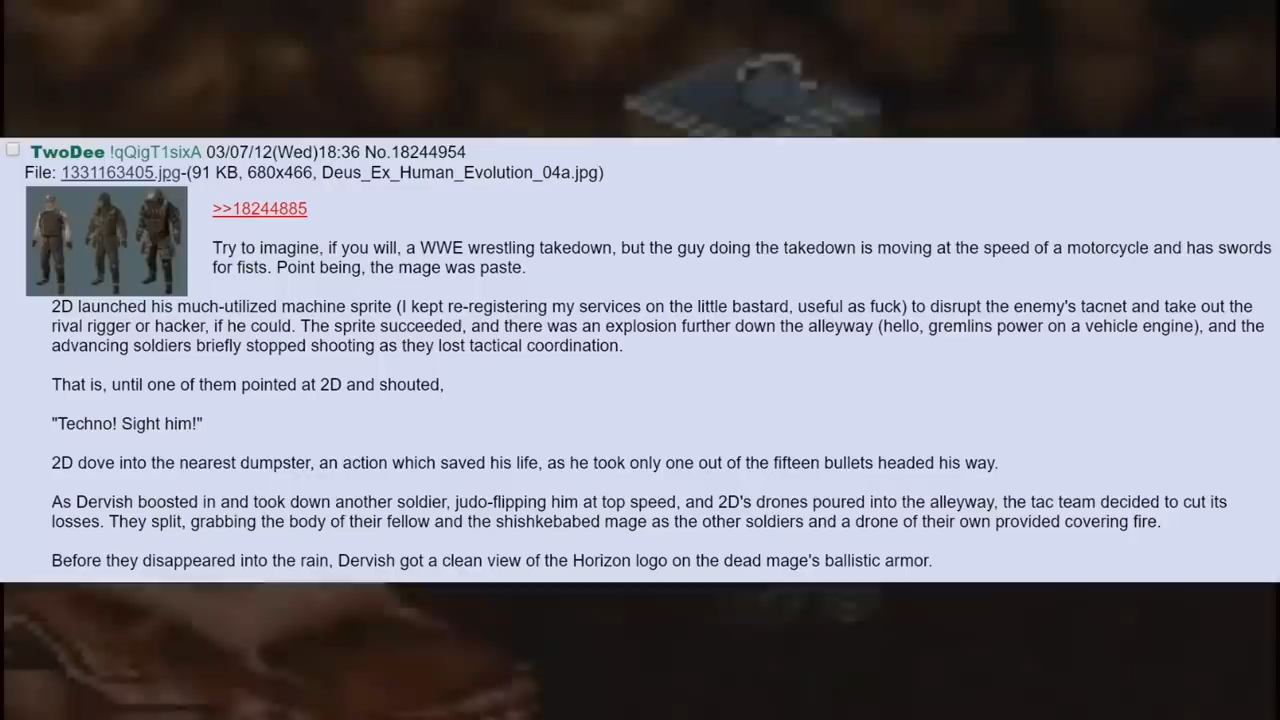 TwoDee !qQigT1sixA 03/07/12(Wed)18:36 No.18244954
File: 1331163405.jpg-(91 KB, 680x466, Deus_Ex_Human_Evolution_04a.jpg)
>>18244885
Try to imagine, if you will, a WWE wrestling takedown, but the guy doing the takedown is moving at the speed of a motorcycle and has swords
for fists. Point being, the mage was paste.
2D launched his much-utilized machine sprite (I kept re-registering my services on the little bastard, useful as fuck) to disrupt the enemy's tacnet and take out the
rival rigger or hacker, if he could. The sprite succeeded, and there was an explosion further down the alleyway (hello, gremlins power on a vehicle engine), and the
advancing soldiers briefly stopped shooting as they lost tactical coordination.
That is, until one of them pointed at 2D and shouted,
"Techno! Sight him!"
2D dove into the nearest dumpster, an action which saved his life, as he took only one out of the fifteen bullets headed his way.
As Dervish boosted in and took down another soldier, judo-flipping him at top speed, and 2D's drones poured into the alleyway, the tac team decided to cut its
losses. They split, grabbing the body of their fellow and the shishkebabed mage as the other soldiers and a drone of their own provided covering fire.
Before they disappeared into the rain, Dervish got a clean view of the Horizon logo on the dead mage's ballistic armor.